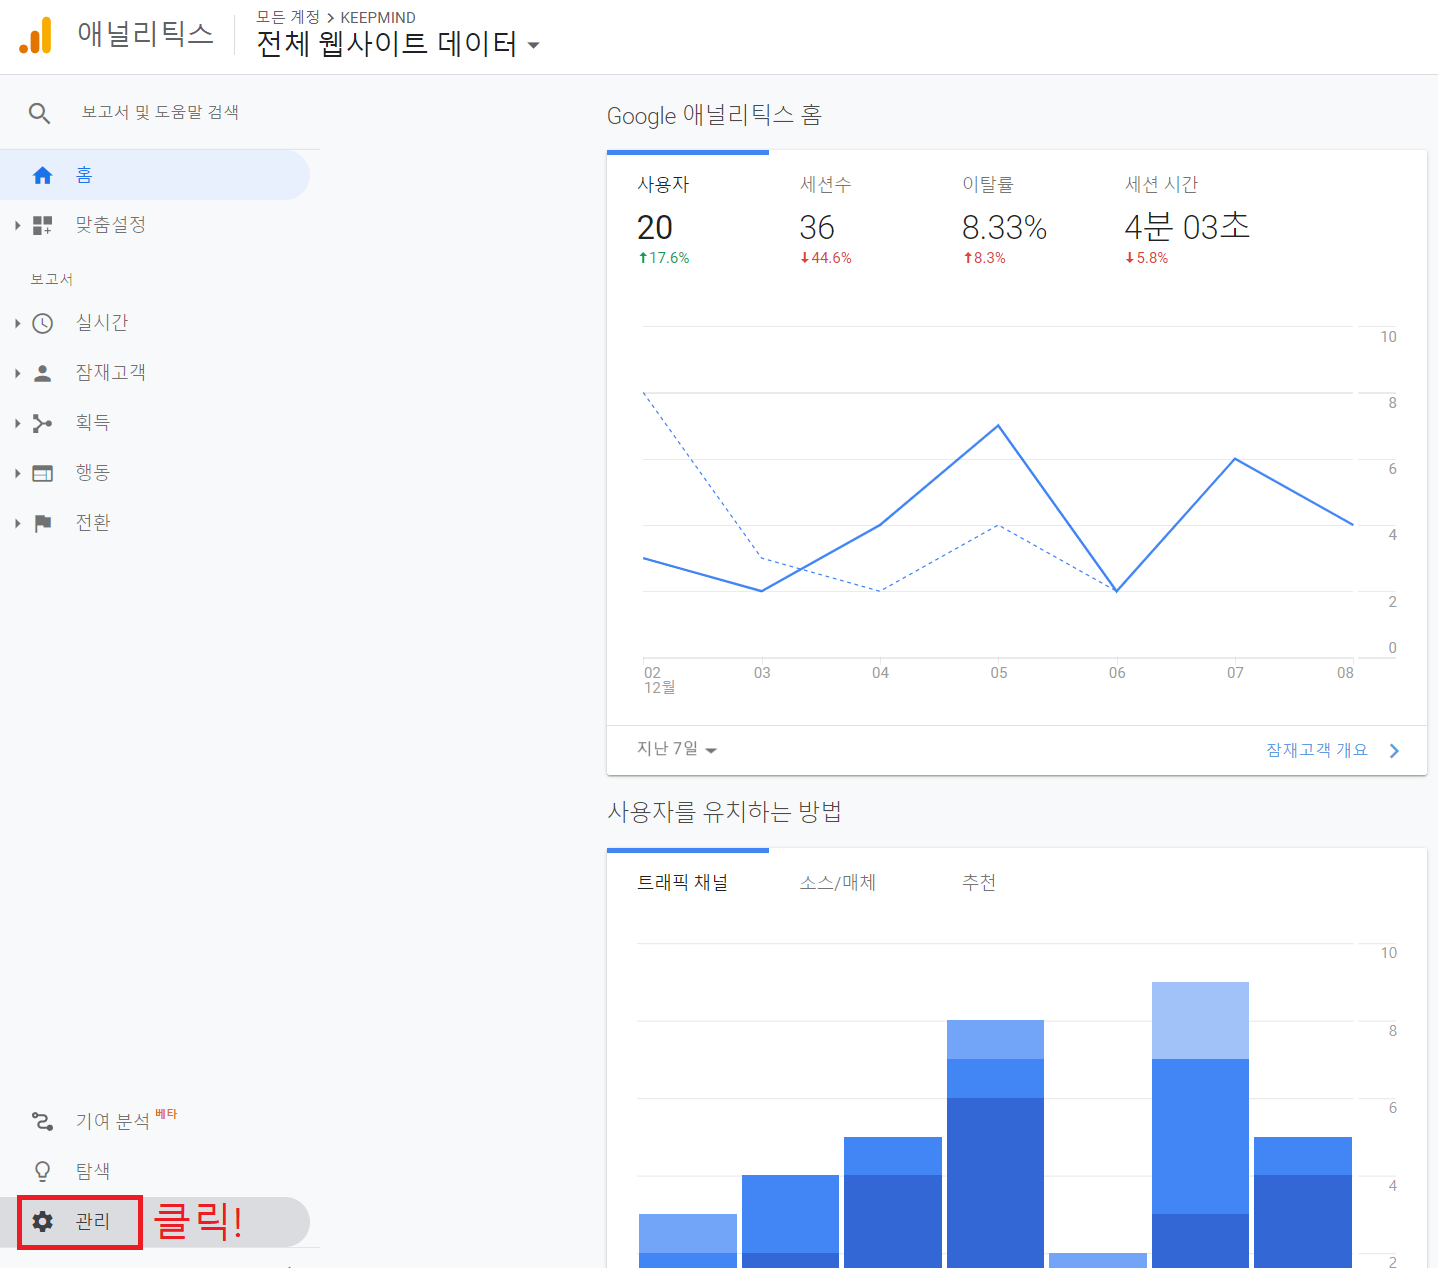 애널리틱스
모든 계정 > KEEPMIND
전체 웹사이트 데이터
보고서 및 도움말 검색
홈
맞춤설정
보고서
실시간
잠재고객
획득
행동
전환
기여 분석 베타
탐색
관리 클릭!
Google 애널리틱스 홈
사용자 세션수 이탈률 세션 시간
20 36 8.33% 4분 03초
↑17.6% ↓44.6% ↑8.3% ↓5.8%
10
8
6
4
2
0
02 03 04 05 06 07 08
12월
지난 7일 잠재고객 개요
사용자를 유치하는 방법
트래픽 채널 소스/매체 추천
10
8
6
4
2